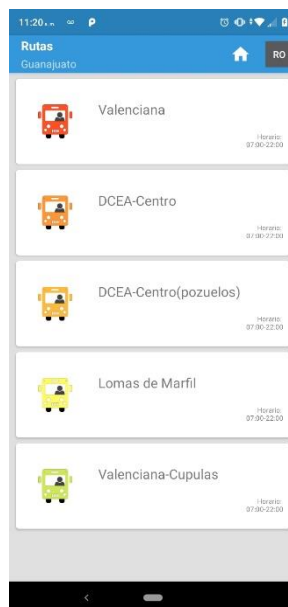 11:20
Rutas
Guanajuato
RO
Valenciana
Horario:
07:00-22:00
DCEA-Centro
Horario:
07:00-22:00
DCEA-Centro(pozuelos)
Horario:
07:00-22:00
Lomas de Marfil
Horario:
07:00-22:00
Valenciana-Cupulas
Horario:
07:00-22:00